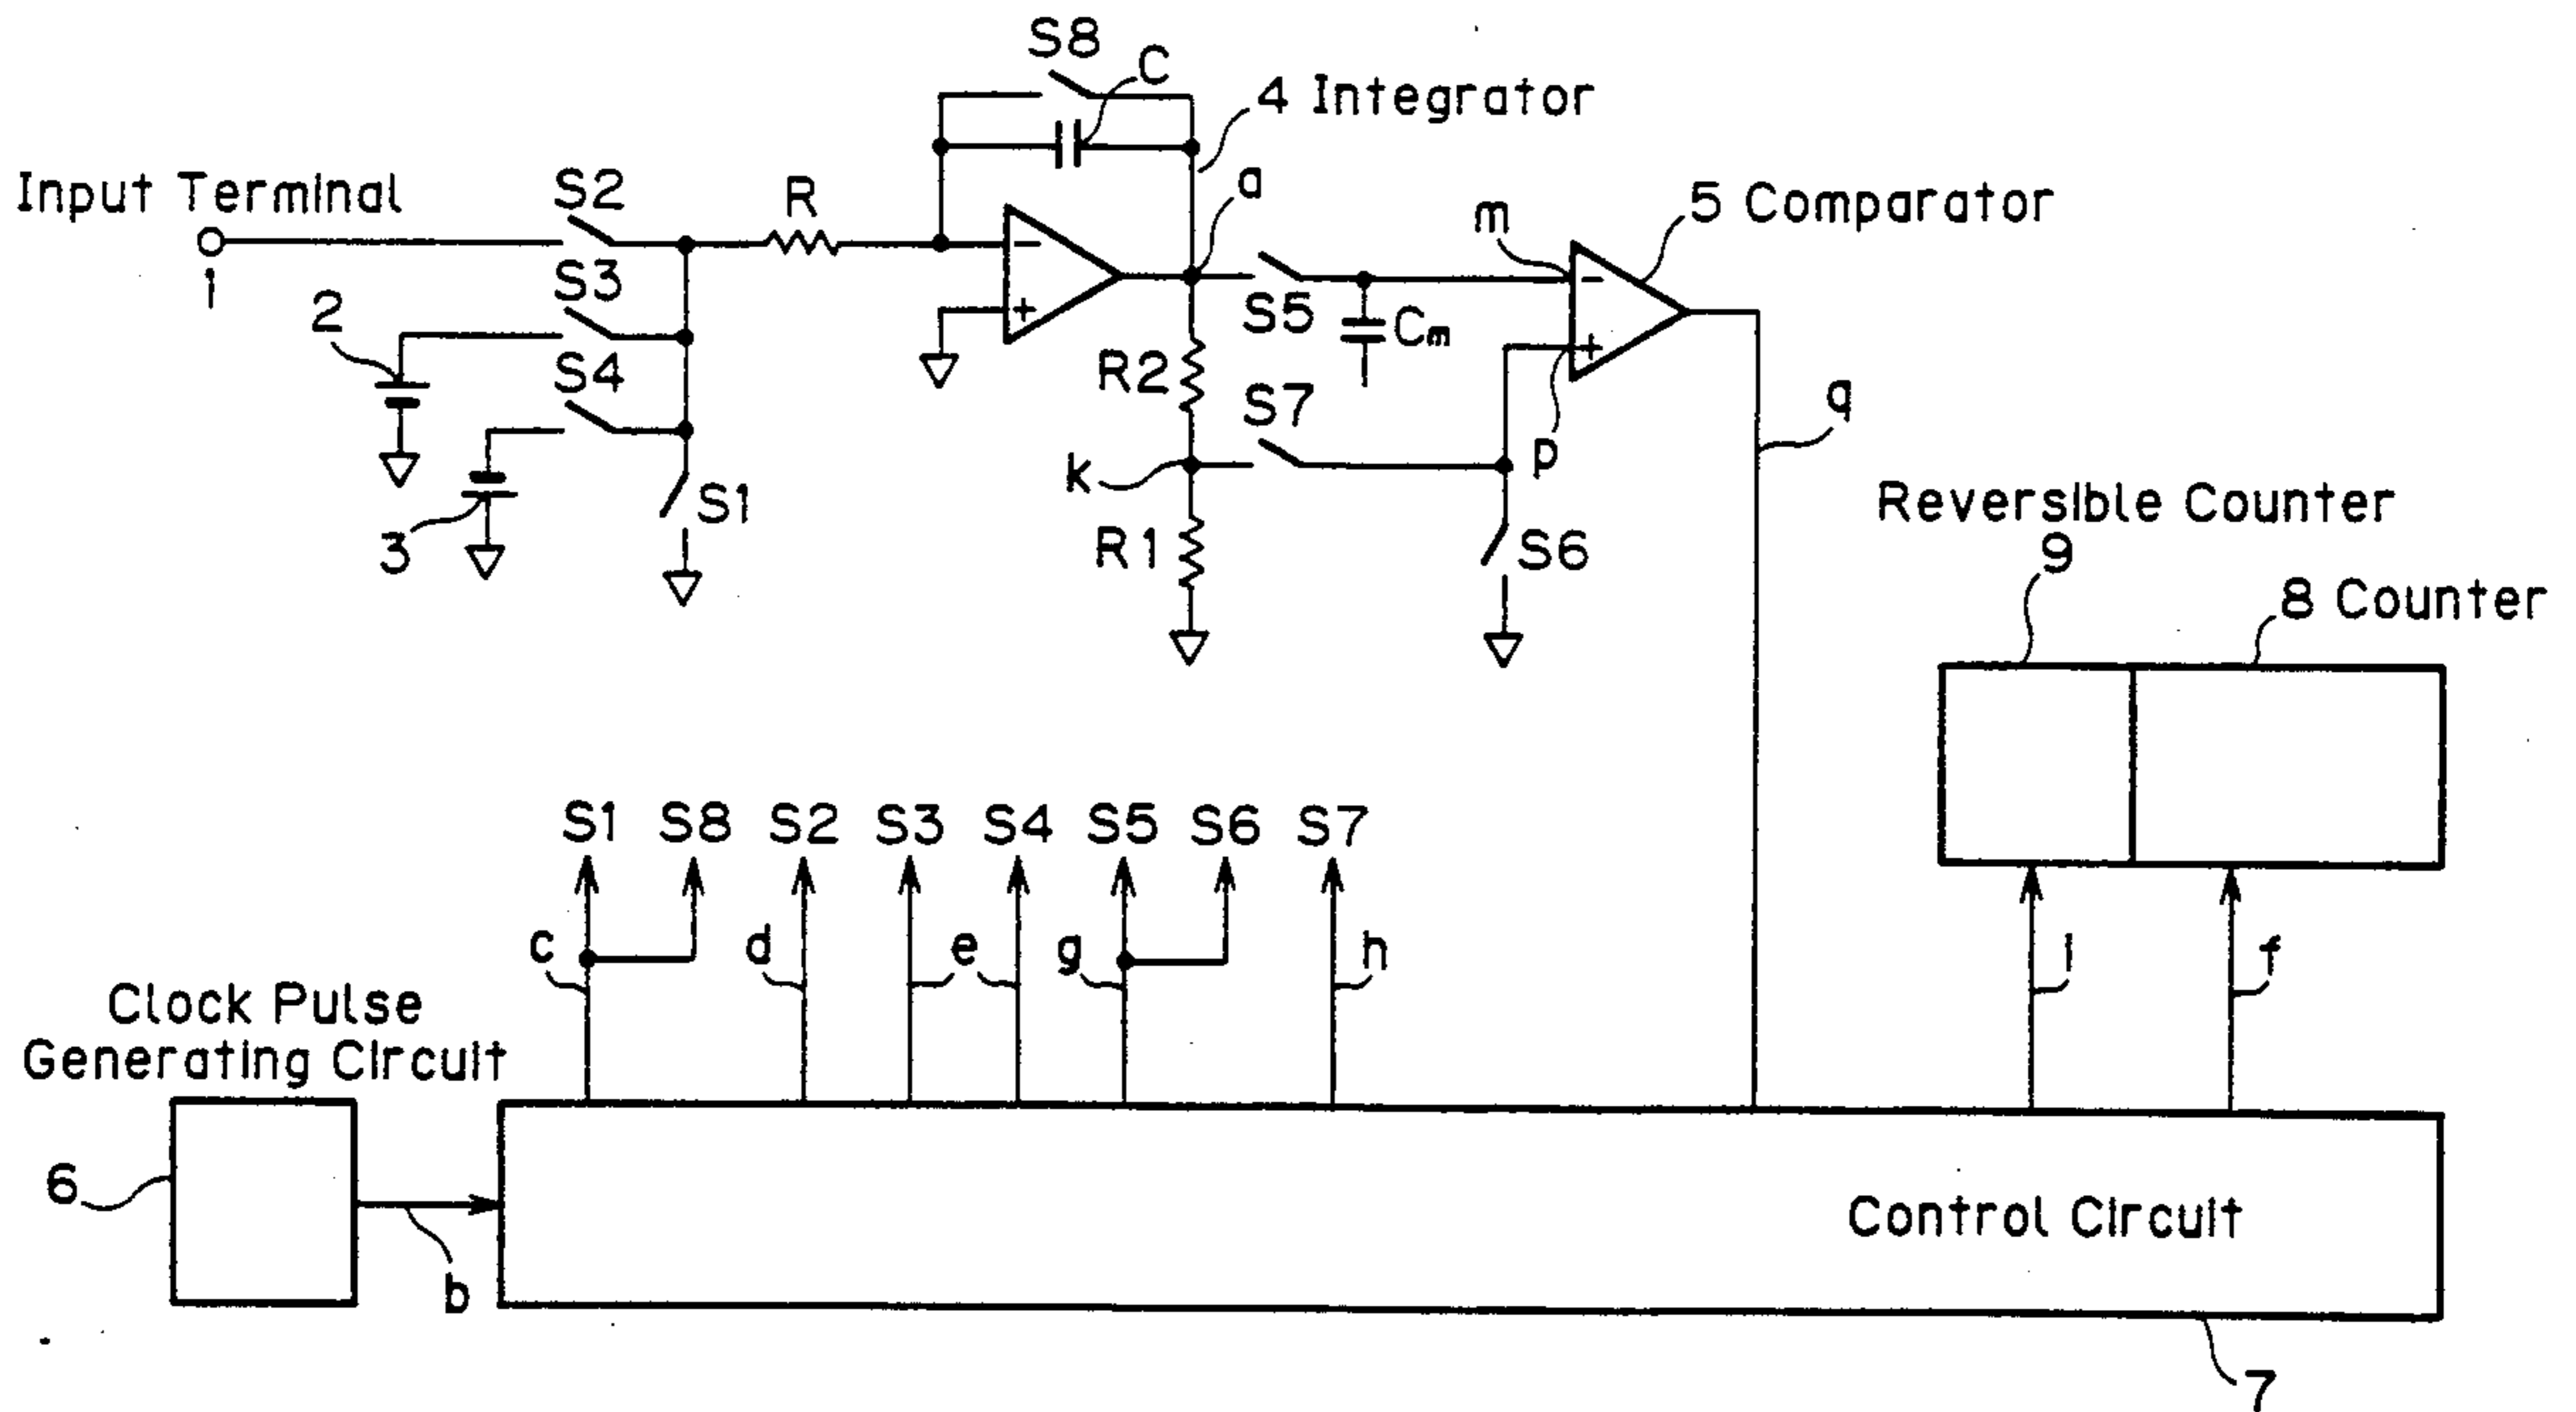 S8
C
4 Integrator
Input Terminal
1
S2
R
a
m
5 Comparator
−
+
−
+
2
S3
S4
S5
Cm
R2
S7
p
q
k
3
S1
R1
S6
Reversible Counter
9
8 Counter
S1 S8 S2 S3 S4 S5 S6 S7
c d e g h i f
Clock Pulse
Generating Circuit
6
b
Control Circuit
7